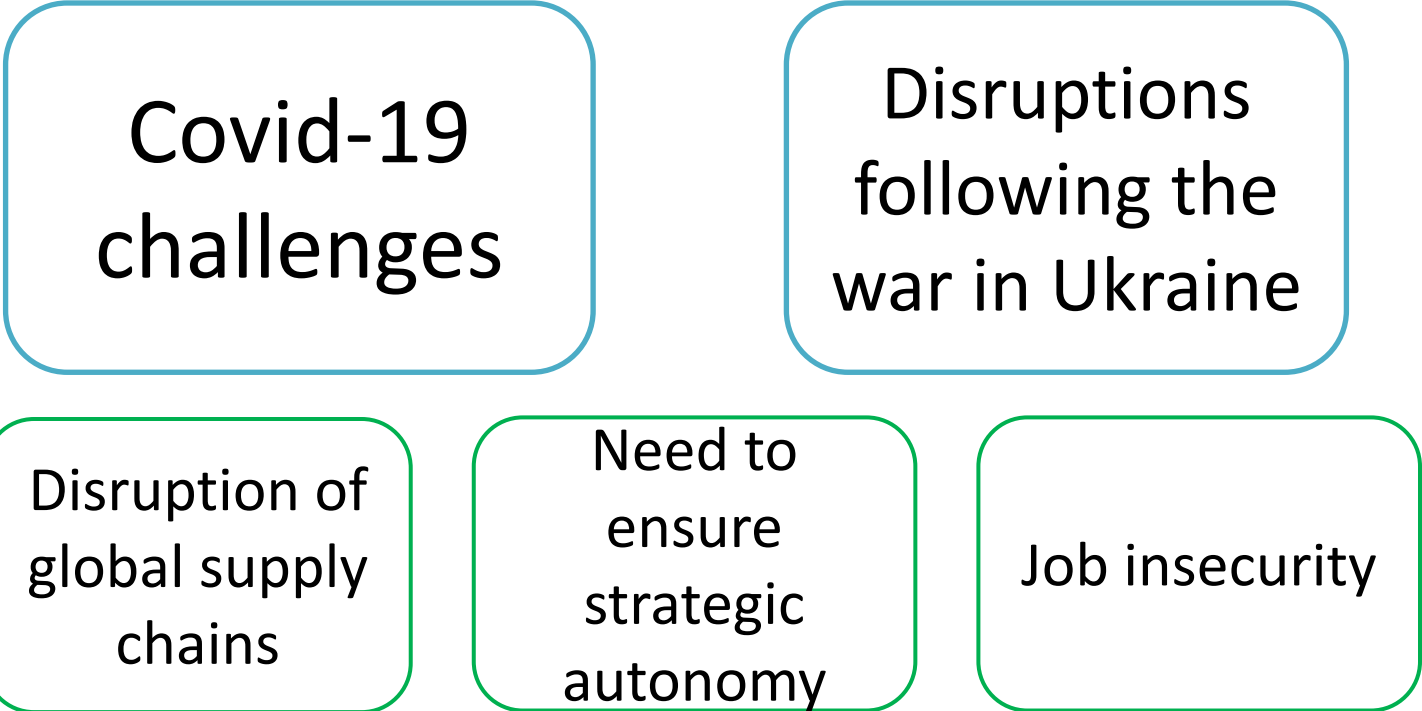 Covid-19
challenges
Disruptions
following the
war in Ukraine
Disruption of
global supply
chains
Need to
ensure
strategic
autonomy
Job insecurity